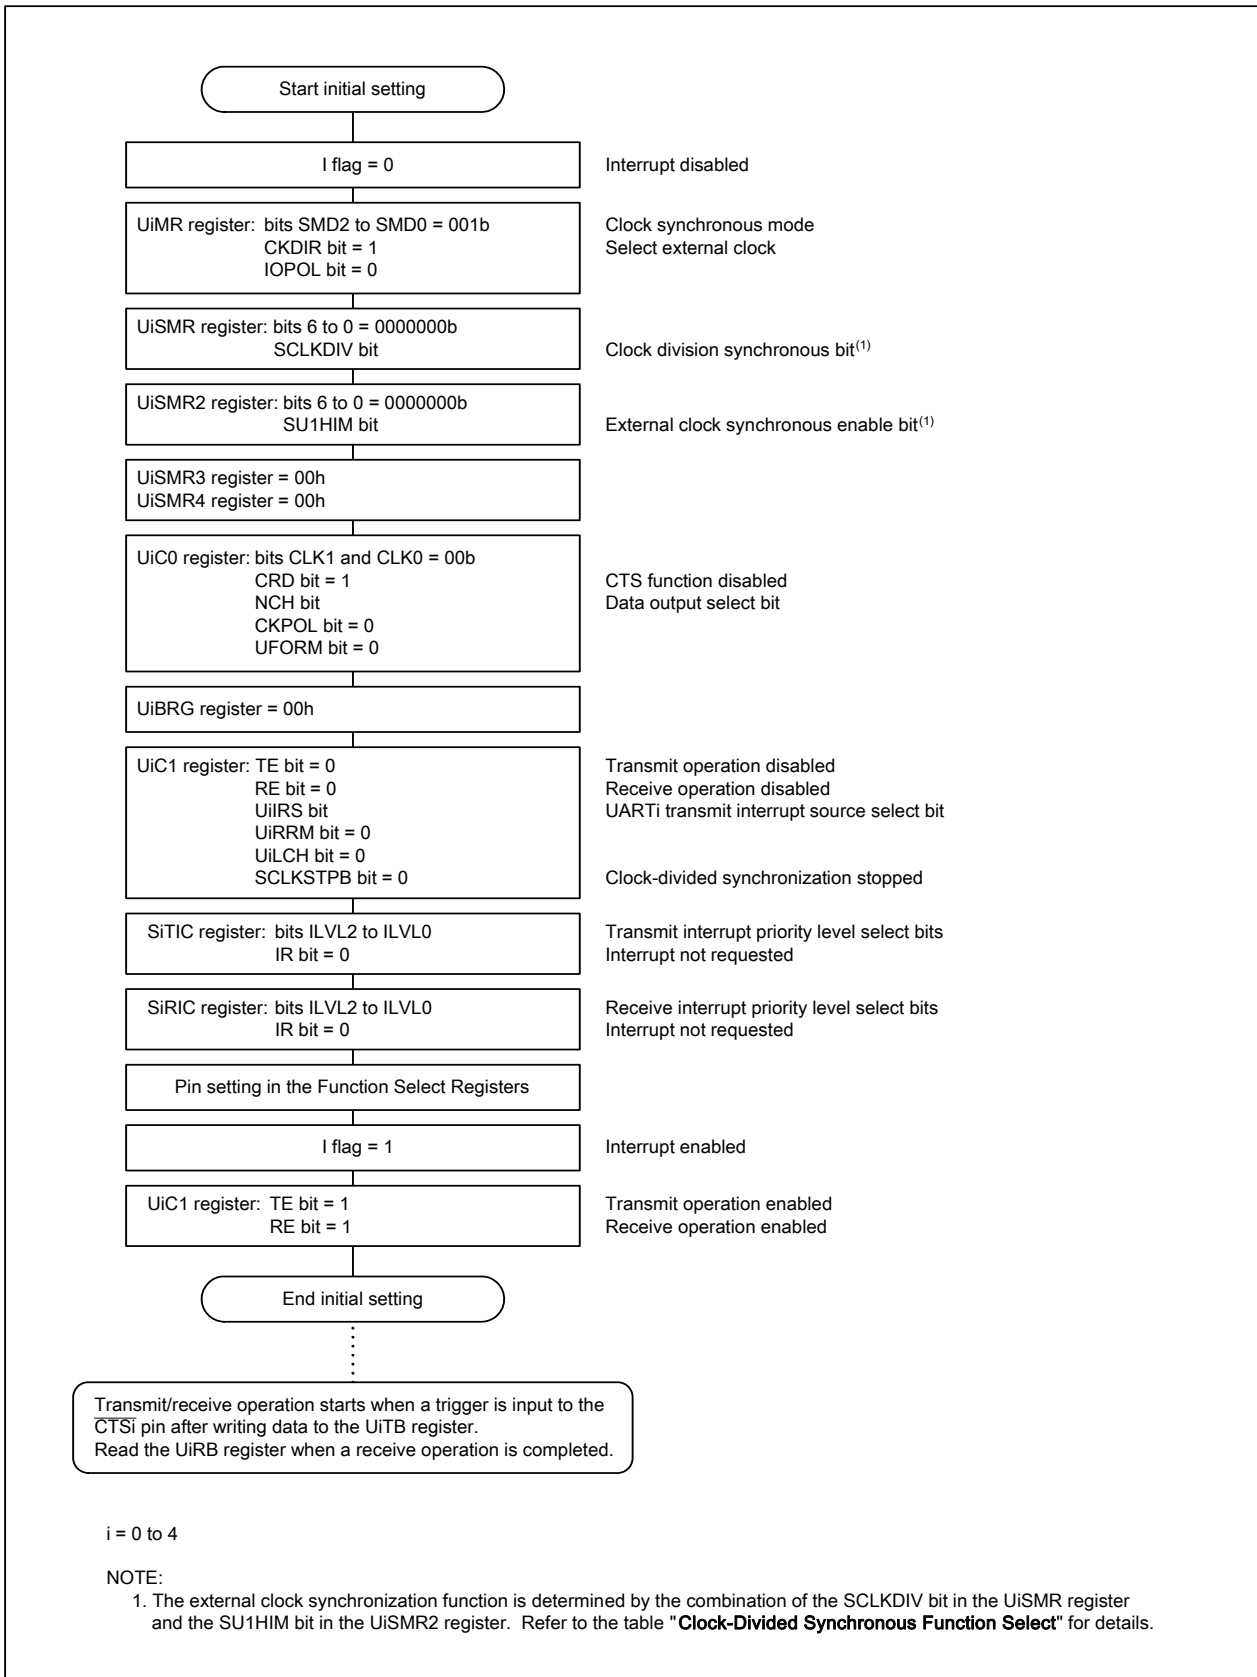 Start initial setting
I flag = 0 Interrupt disabled
UiMR register: bits SMD2 to SMD0 = 001b Clock synchronous mode
CKDIR bit = 1 Select external clock
IOPOL bit = 0
UiSMR register: bits 6 to 0 = 0000000b
SCLKDIV bit Clock division synchronous bit(1)
UiSMR2 register: bits 6 to 0 = 0000000b
SU1HIM bit External clock synchronous enable bit(1)
UiSMR3 register = 00h
UiSMR4 register = 00h
UiC0 register: bits CLK1 and CLK0 = 00b
CRD bit = 1 CTS function disabled
NCH bit Data output select bit
CKPOL bit = 0
UFORM bit = 0
UiBRG register = 00h
UiC1 register: TE bit = 0 Transmit operation disabled
RE bit = 0 Receive operation disabled
UiIRS bit UARTi transmit interrupt source select bit
UiRRM bit = 0
UiLCH bit = 0
SCLKSTPB bit = 0 Clock-divided synchronization stopped
SiTIC register: bits ILVL2 to ILVL0 Transmit interrupt priority level select bits
IR bit = 0 Interrupt not requested
SiRIC register: bits ILVL2 to ILVL0 Receive interrupt priority level select bits
IR bit = 0 Interrupt not requested
Pin setting in the Function Select Registers
I flag = 1 Interrupt enabled
UiC1 register: TE bit = 1 Transmit operation enabled
RE bit = 1 Receive operation enabled
End initial setting
Transmit/receive operation starts when a trigger is input to the
CTSi pin after writing data to the UiTB register.
Read the UiRB register when a receive operation is completed.
i = 0 to 4
NOTE:
1. The external clock synchronization function is determined by the combination of the SCLKDIV bit in the UiSMR register
and the SU1HIM bit in the UiSMR2 register. Refer to the table "Clock-Divided Synchronous Function Select" for details.